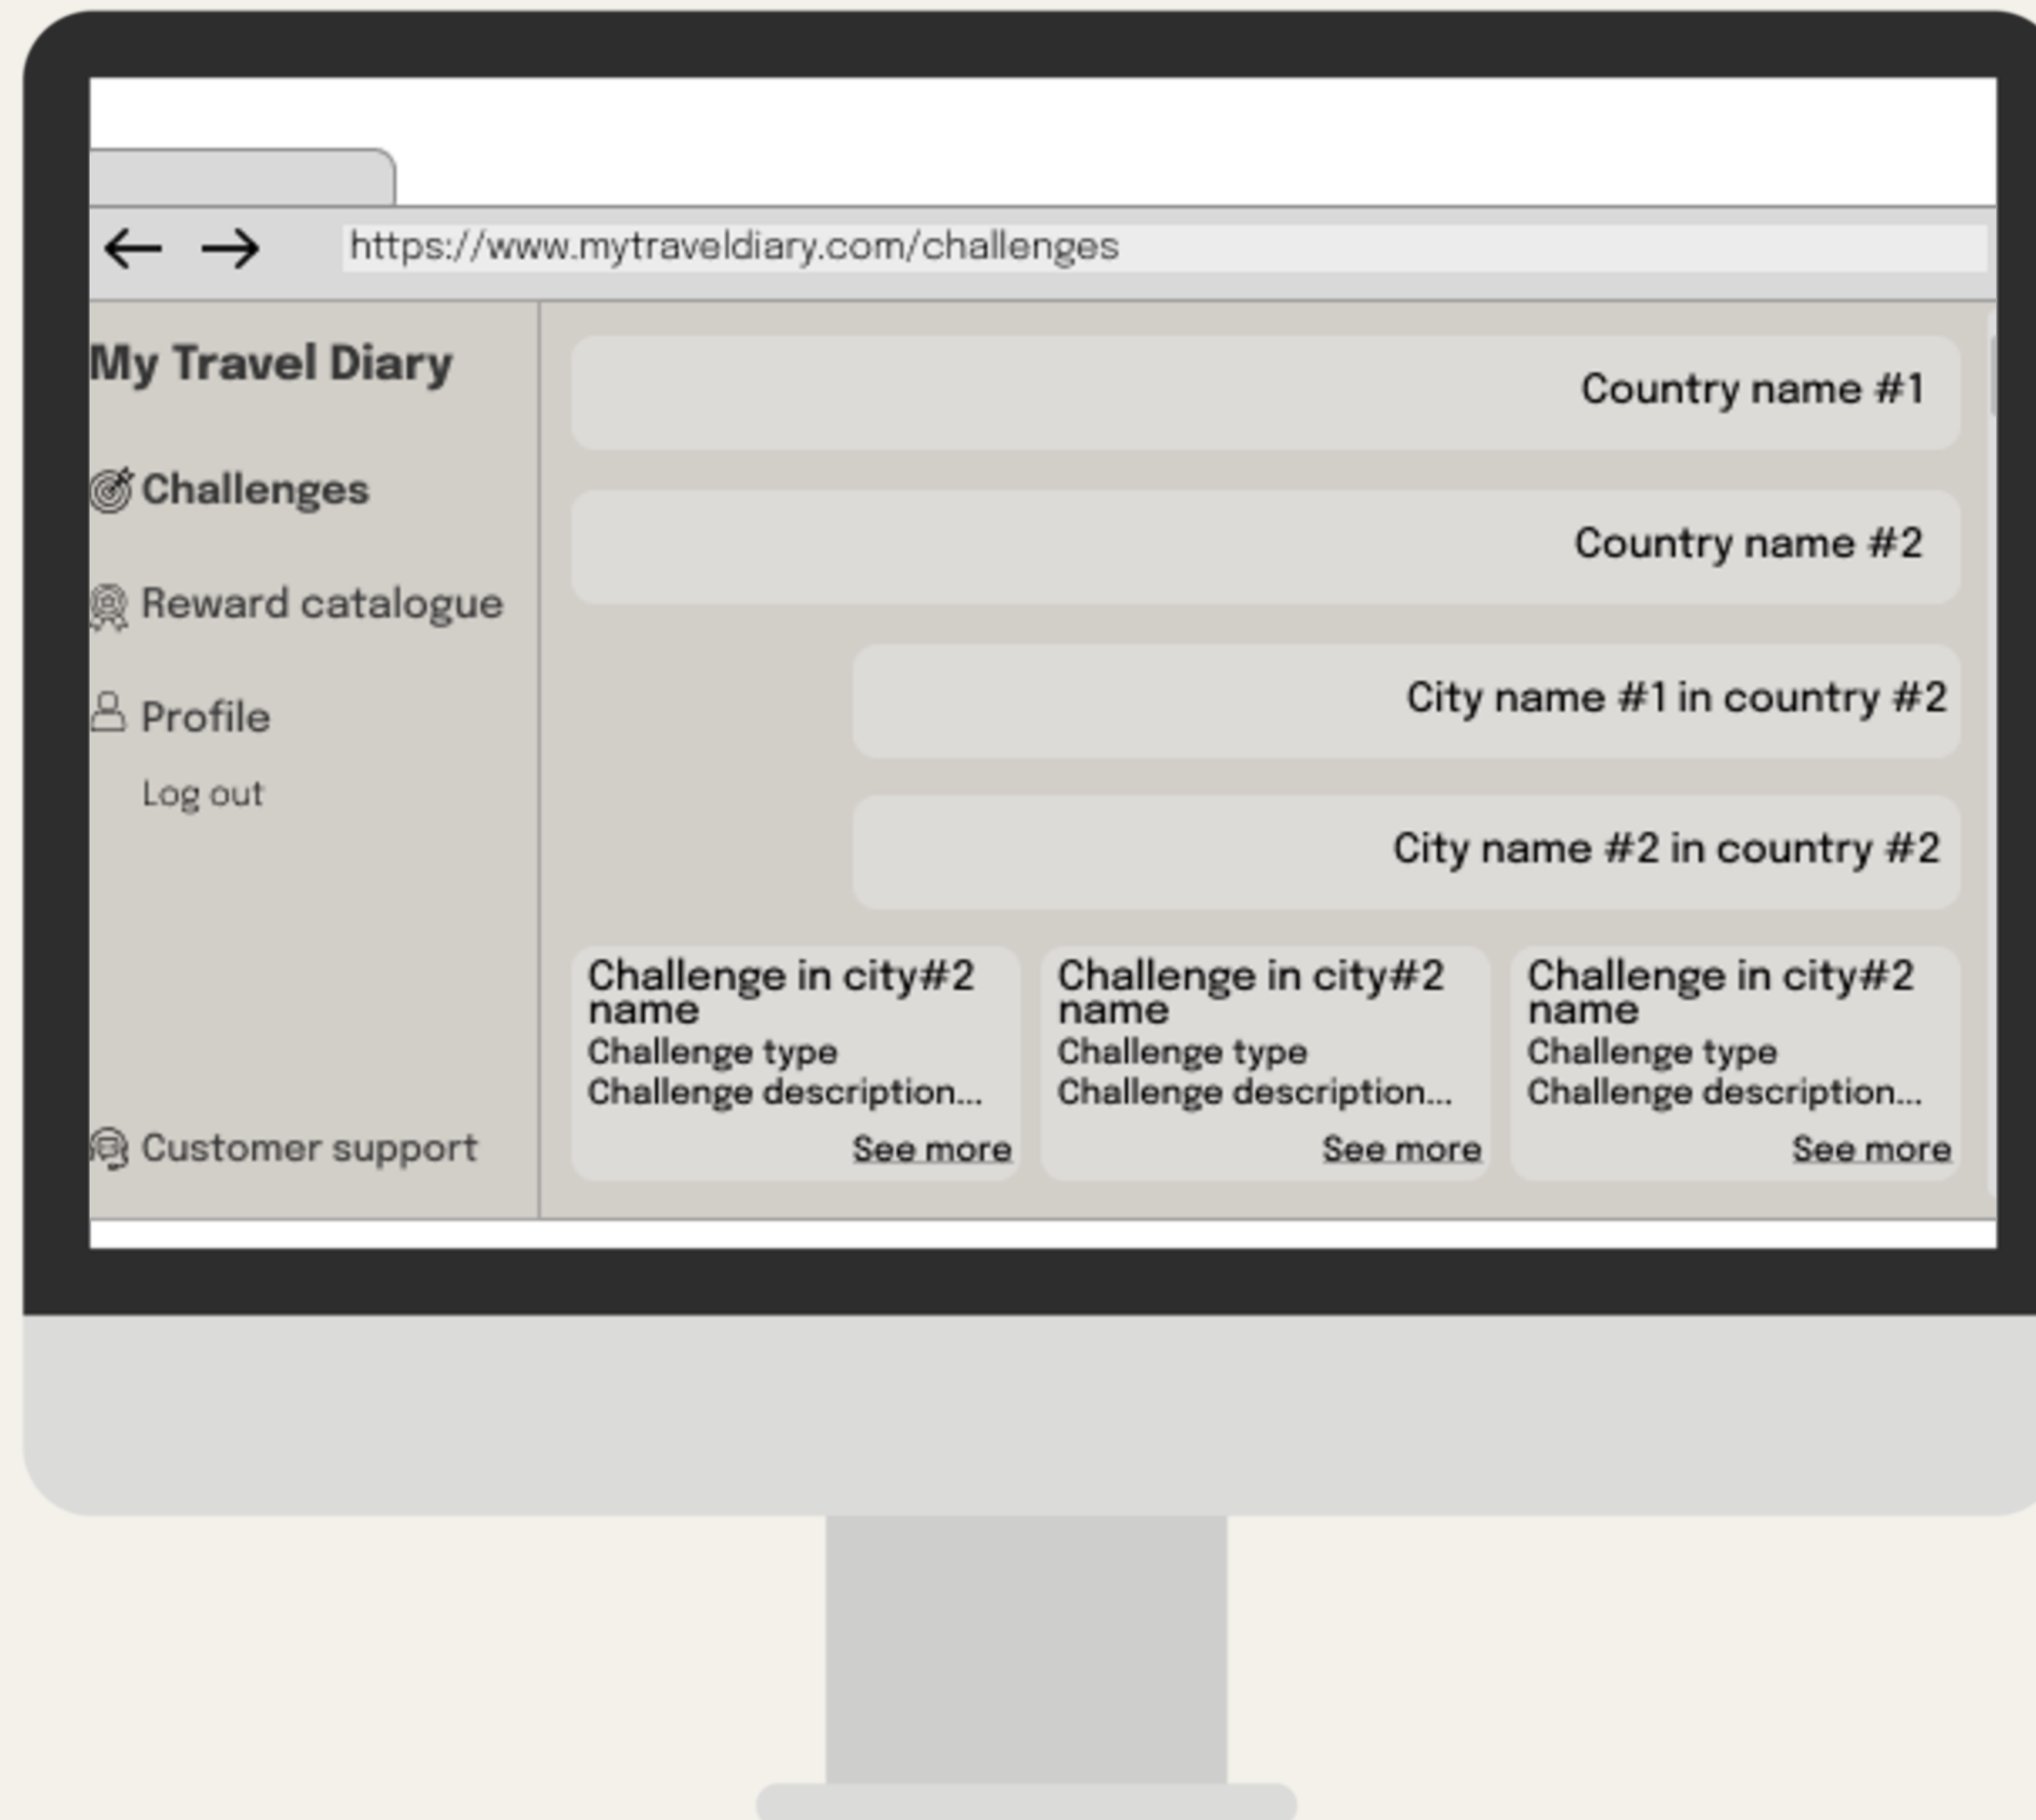 https://www.mytraveldiary.com/challenges
My Travel Diary
Challenges
Reward catalogue
Profile
Log out
Customer support
Country name #1
Country name #2
City name #1 in country #2
City name #2 in country #2
Challenge in city#2
name
Challenge type
Challenge description...
See more
Challenge in city#2
name
Challenge type
Challenge description...
See more
Challenge in city#2
name
Challenge type
Challenge description...
See more